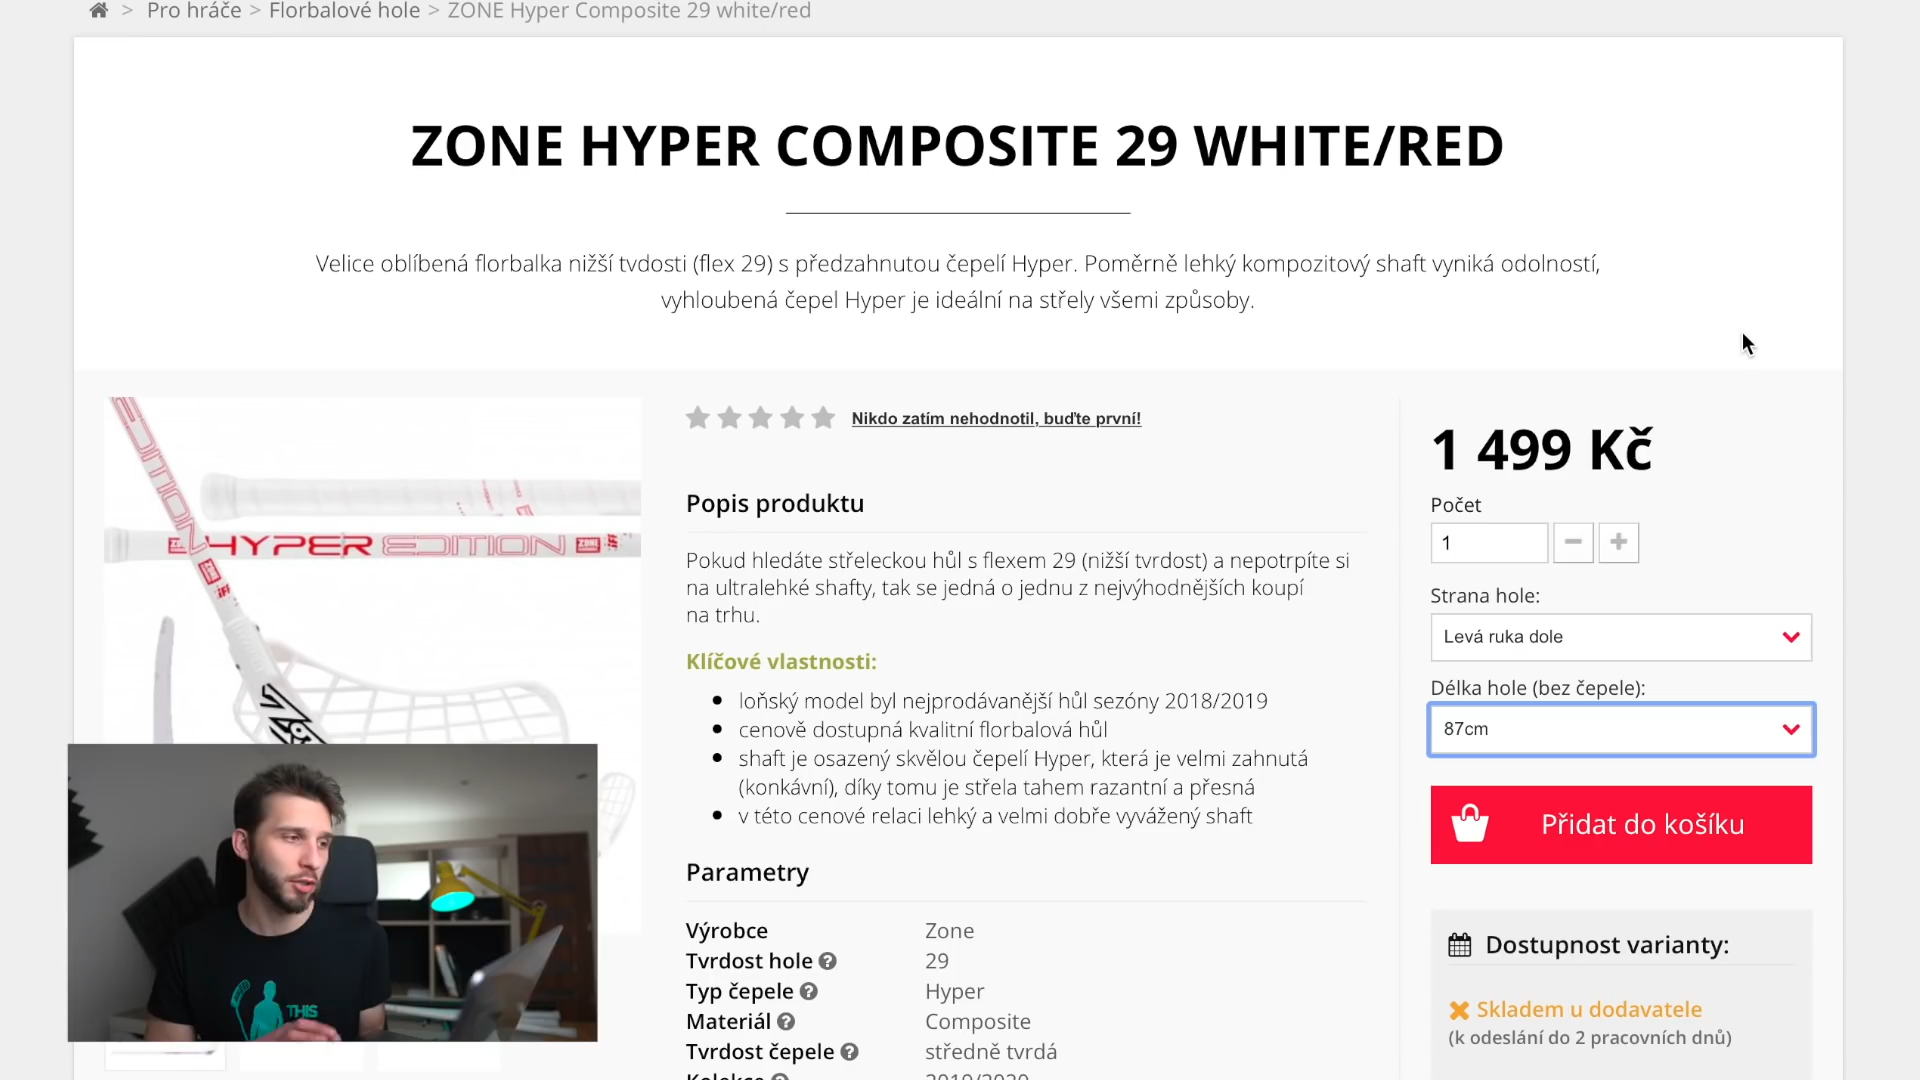 > Pro hráče > Florbalové hole > ZONE Hyper Composite 29 white/red
ZONE HYPER COMPOSITE 29 WHITE/RED
Velice oblíbená florbalka nižší tvdosti (flex 29) s předzahnutou čepelí Hyper. Poměrně lehký kompozitový shaft vyniká odolností,
vyhloubená čepel Hyper je ideální na střely všemi způsoby.
HYPER EDITION
Nikdo zatím nehodnotil, buďte první!
Popis produktu
Pokud hledáte střeleckou hůl s flexem 29 (nižší tvrdost) a nepotrpíte si
na ultralehké shafty, tak se jedná o jednu z nejvýhodnějších koupí
na trhu.
Klíčové vlastnosti:
loňský model byl nejprodávanější hůl sezóny 2018/2019
cenově dostupná kvalitní florbalová hůl
shaft je osazený skvělou čepelí Hyper, která je velmi zahnutá
(konkávní), díky tomu je střela tahem razantní a přesná
v této cenové relaci lehký a velmi dobře vyvážený shaft
Parametry
Výrobce Zone
Tvrdost hole 29
Typ čepele Hyper
Materiál Composite
Tvrdost čepele středně tvrdá
Kolekce 2019/2020
1 499 Kč
Počet
1
Strana hole:
Levá ruka dole
Délka hole (bez čepele):
87cm
Přidat do košíku
Dostupnost varianty:
Skladem u dodavatele
(k odeslání do 2 pracovních dnů)
THIS